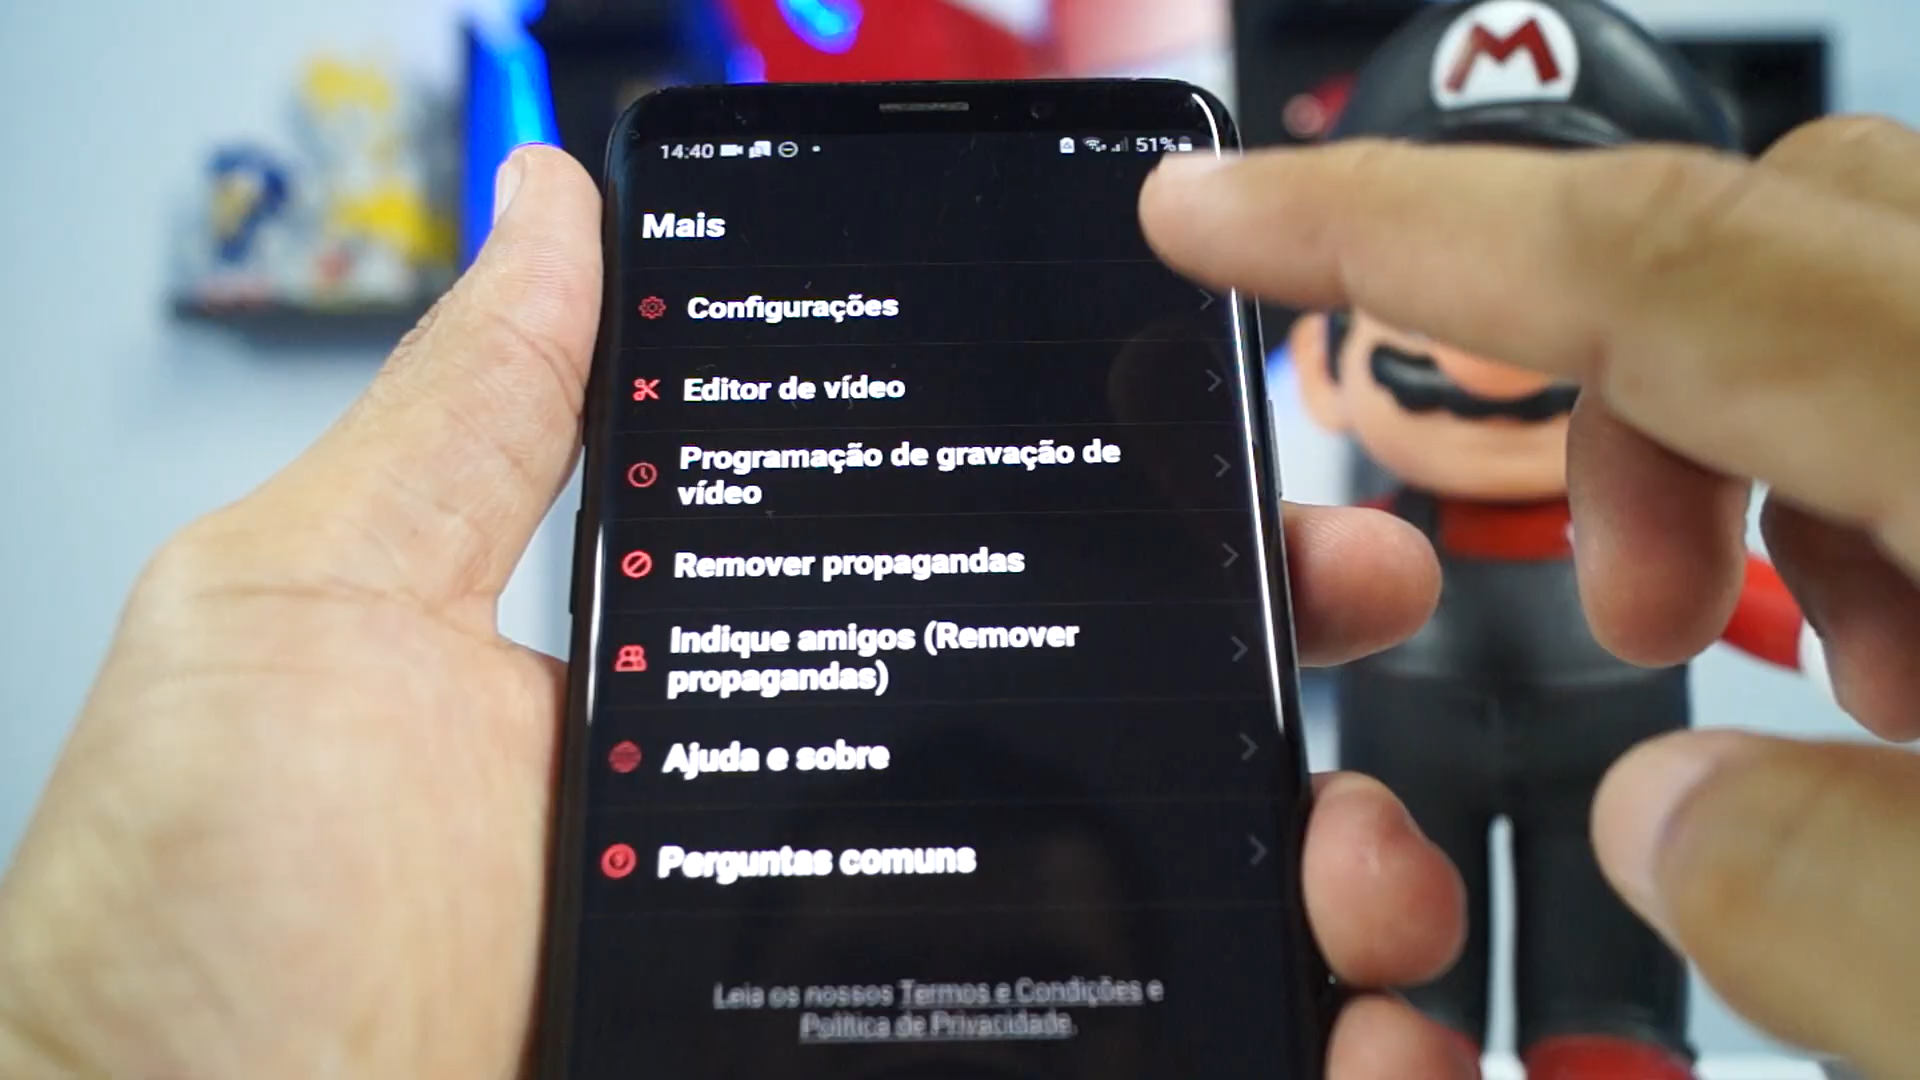 14:40
51%
M
Mais
Configurações
Editor de vídeo
Programação de gravação de
vídeo
Remover propagandas
Indique amigos (Remover
propagandas)
Ajuda e sobre
Perguntas comuns
Leia os nossos Termos e Condições e
Política de Privacidade.